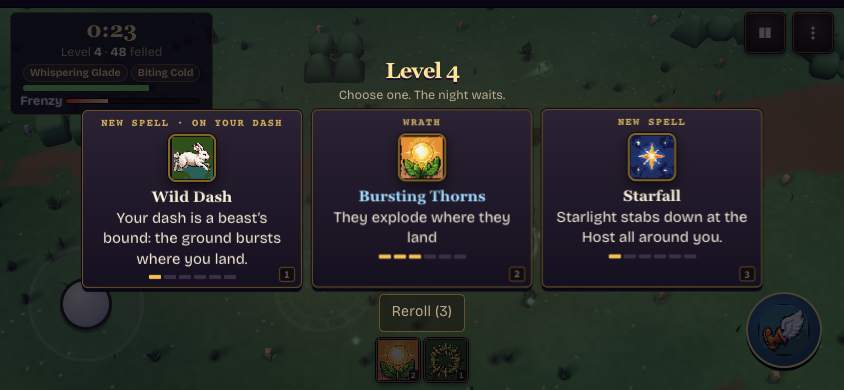 0:23
Level 4 · 48 felled
Whispering Glade Biting Cold
Frenzy
Level 4
Choose one. The night waits.
NEW SPELL · ON YOUR DASH
Wild Dash
Your dash is a beast's
bound: the ground bursts
where you land.
1
WRATH
Bursting Thorns
They explode where they
land
2
NEW SPELL
Starfall
Starlight stabs down at the
Host all around you.
3
Reroll (3)
2 1